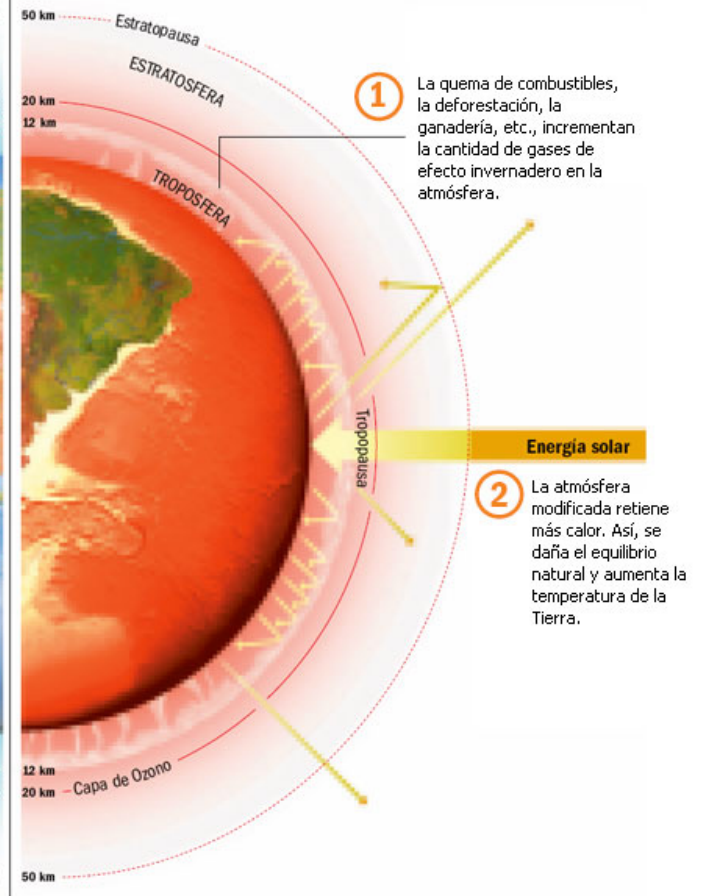 50 km
Estratopausa
ESTRATOSFERA
20 km
12 km
TROPOSFERA
1
La quema de combustibles,
la deforestación, la
ganadería, etc., incrementan
la cantidad de gases de
efecto invernadero en la
atmósfera.
Tropopausa
Energía solar
2
La atmósfera
modificada retiene
más calor. Así, se
daña el equilibrio
natural y aumenta la
temperatura de la
Tierra.
12 km
20 km
Capa de Ozono
50 km